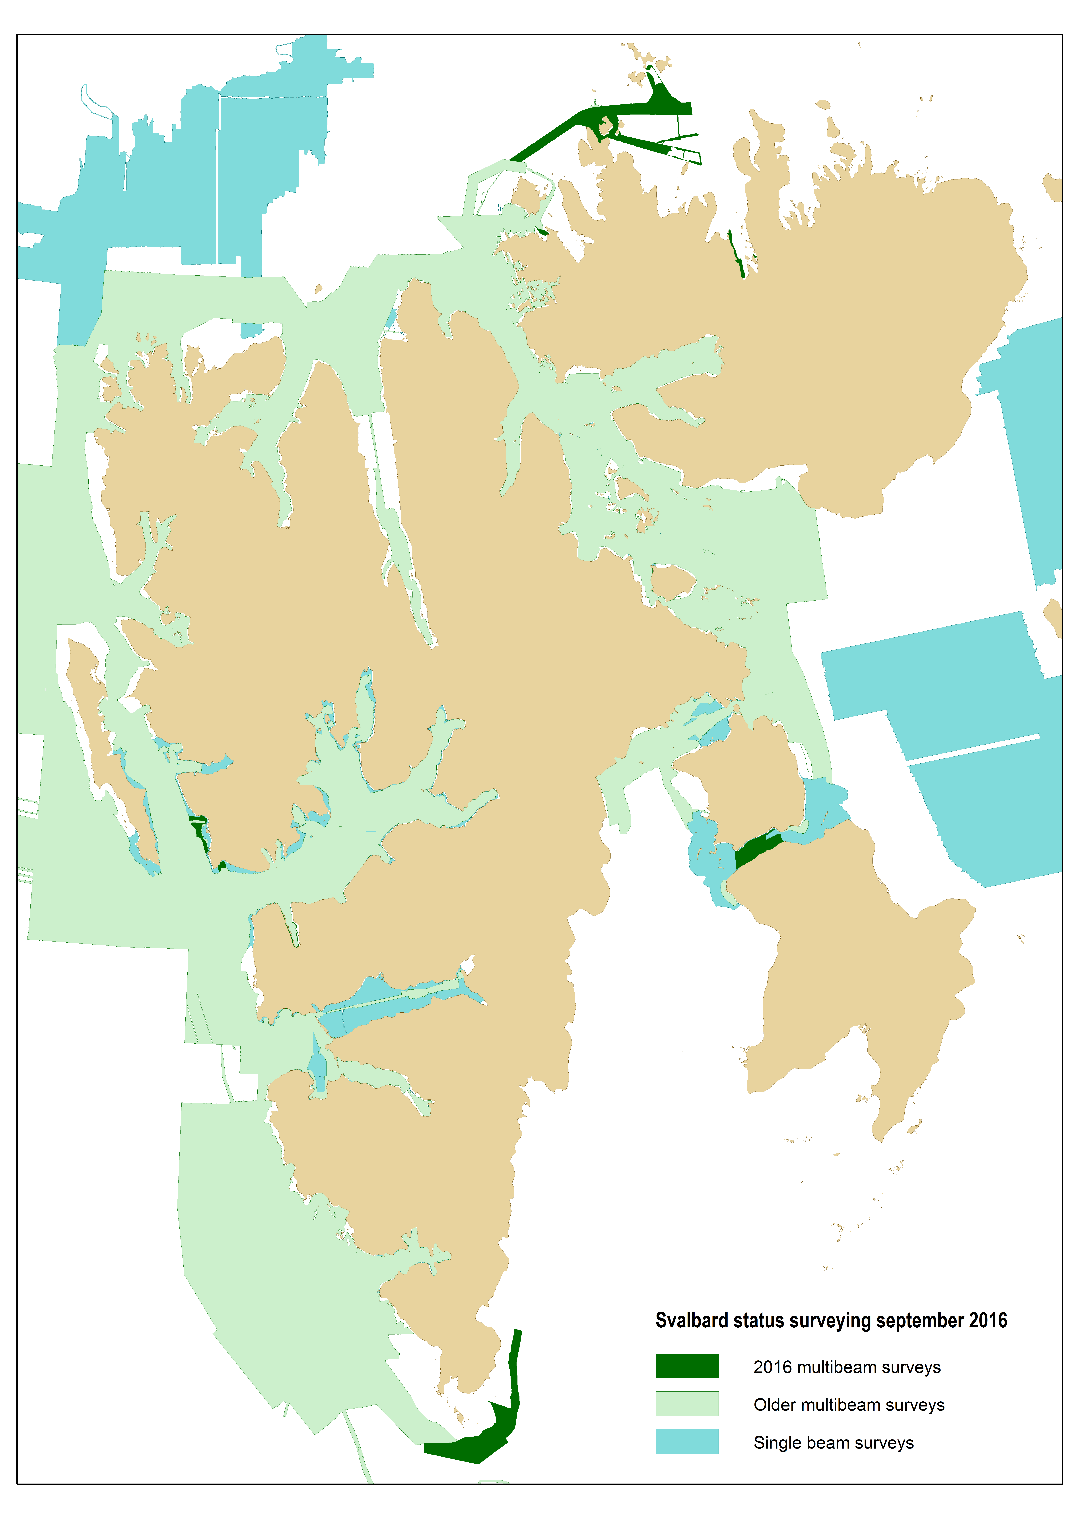 Svalbard status surveying september 2016
2016 multibeam surveys
Older multibeam surveys
Single beam surveys